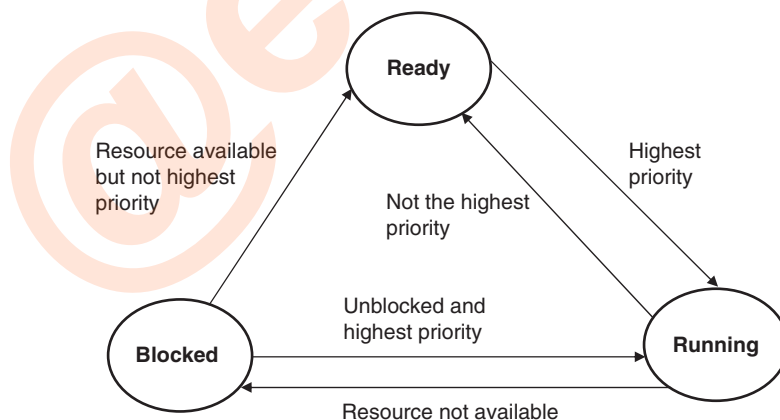 Ready
Resource available
but not highest
priority
Highest
priority
Not the highest
priority
Unblocked and
highest priority
Blocked
Running
Resource not available
@e